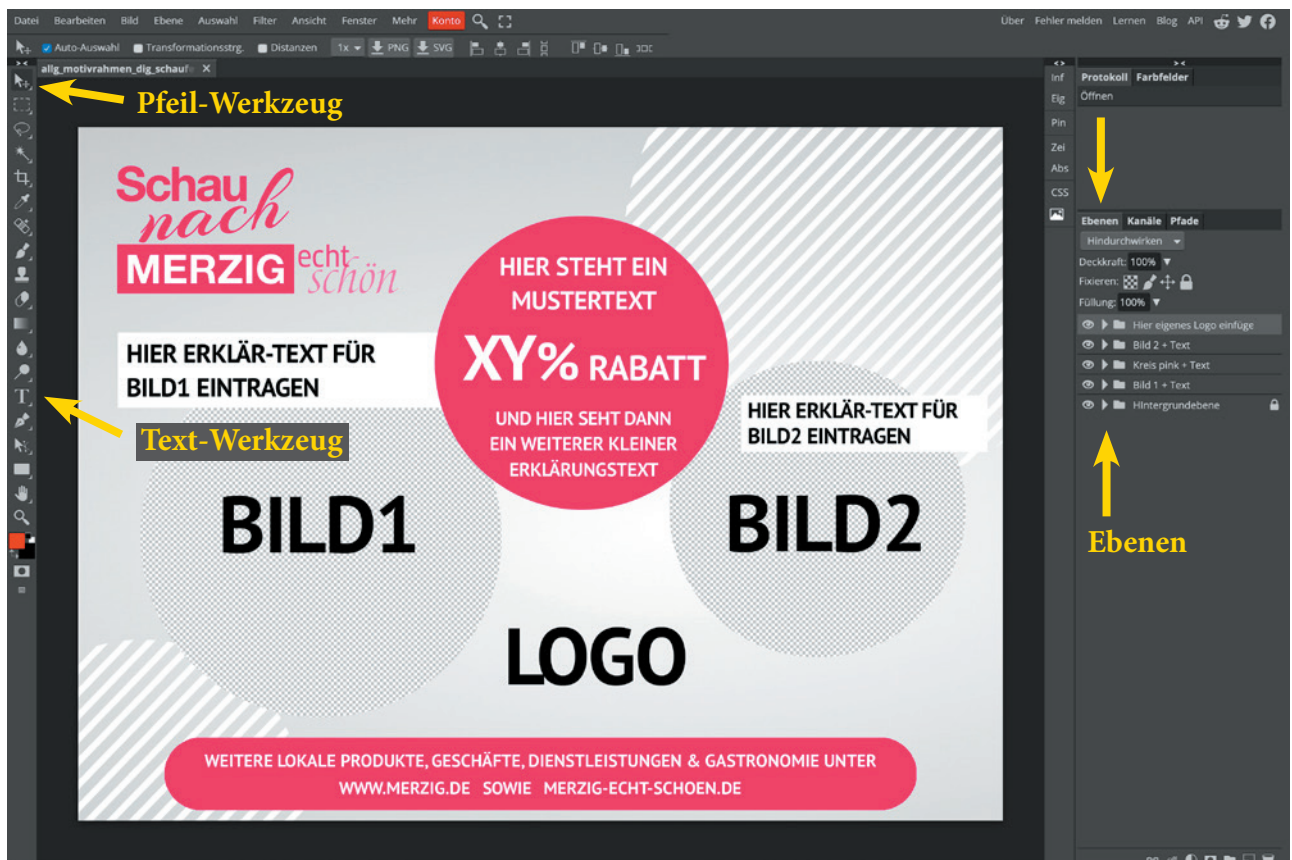 Datei Bearbeiten Bild Ebene Auswahl Filter Ansicht Fenster Mehr Konto
Über Fehler melden Lernen Blog API
Auto-Auswahl Transformationsstrg. Distanzen 1x PNG SVG
allg_motivrahmen_dig_schaufe X
Pfeil-Werkzeug
Text-Werkzeug
Schau
nach
MERZIG
echt
schön
HIER STEHT EIN
MUSTERTEXT
XY% RABATT
UND HIER SEHT DANN
EIN WEITERER KLEINER
ERKLÄRUNGSTEXT
HIER ERKLÄR-TEXT FÜR
BILD1 EINTRAGEN
HIER ERKLÄR-TEXT FÜR
BILD2 EINTRAGEN
BILD1
BILD2
LOGO
WEITERE LOKALE PRODUKTE, GESCHÄFTE, DIENSTLEISTUNGEN & GASTRONOMIE UNTER
WWW.MERZIG.DE SOWIE MERZIG-ECHT-SCHOEN.DE
Inf
Eig
Pin
Zei
Abs
CSS
Protokoll Farbfelder
Öffnen
Ebenen Kanäle Pfade
Hindurchwirken
Deckkraft: 100%
Fixieren:
Füllung: 100%
Hier eigenes Logo einfüge
Bild 2 + Text
Kreis pink + Text
Bild 1 + Text
HIntergrundebene
Ebenen